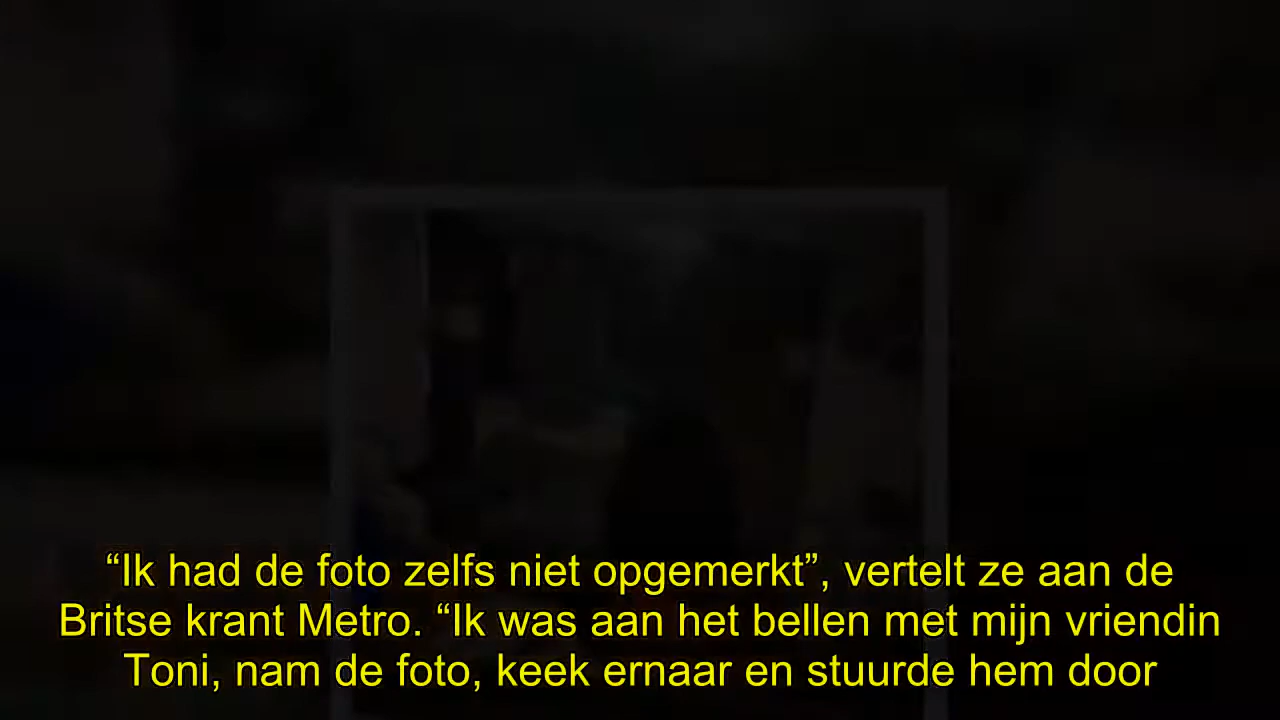 “Ik had de foto zelfs niet opgemerkt”, vertelt ze aan de
Britse krant Metro. “Ik was aan het bellen met mijn vriendin
Toni, nam de foto, keek ernaar en stuurde hem door